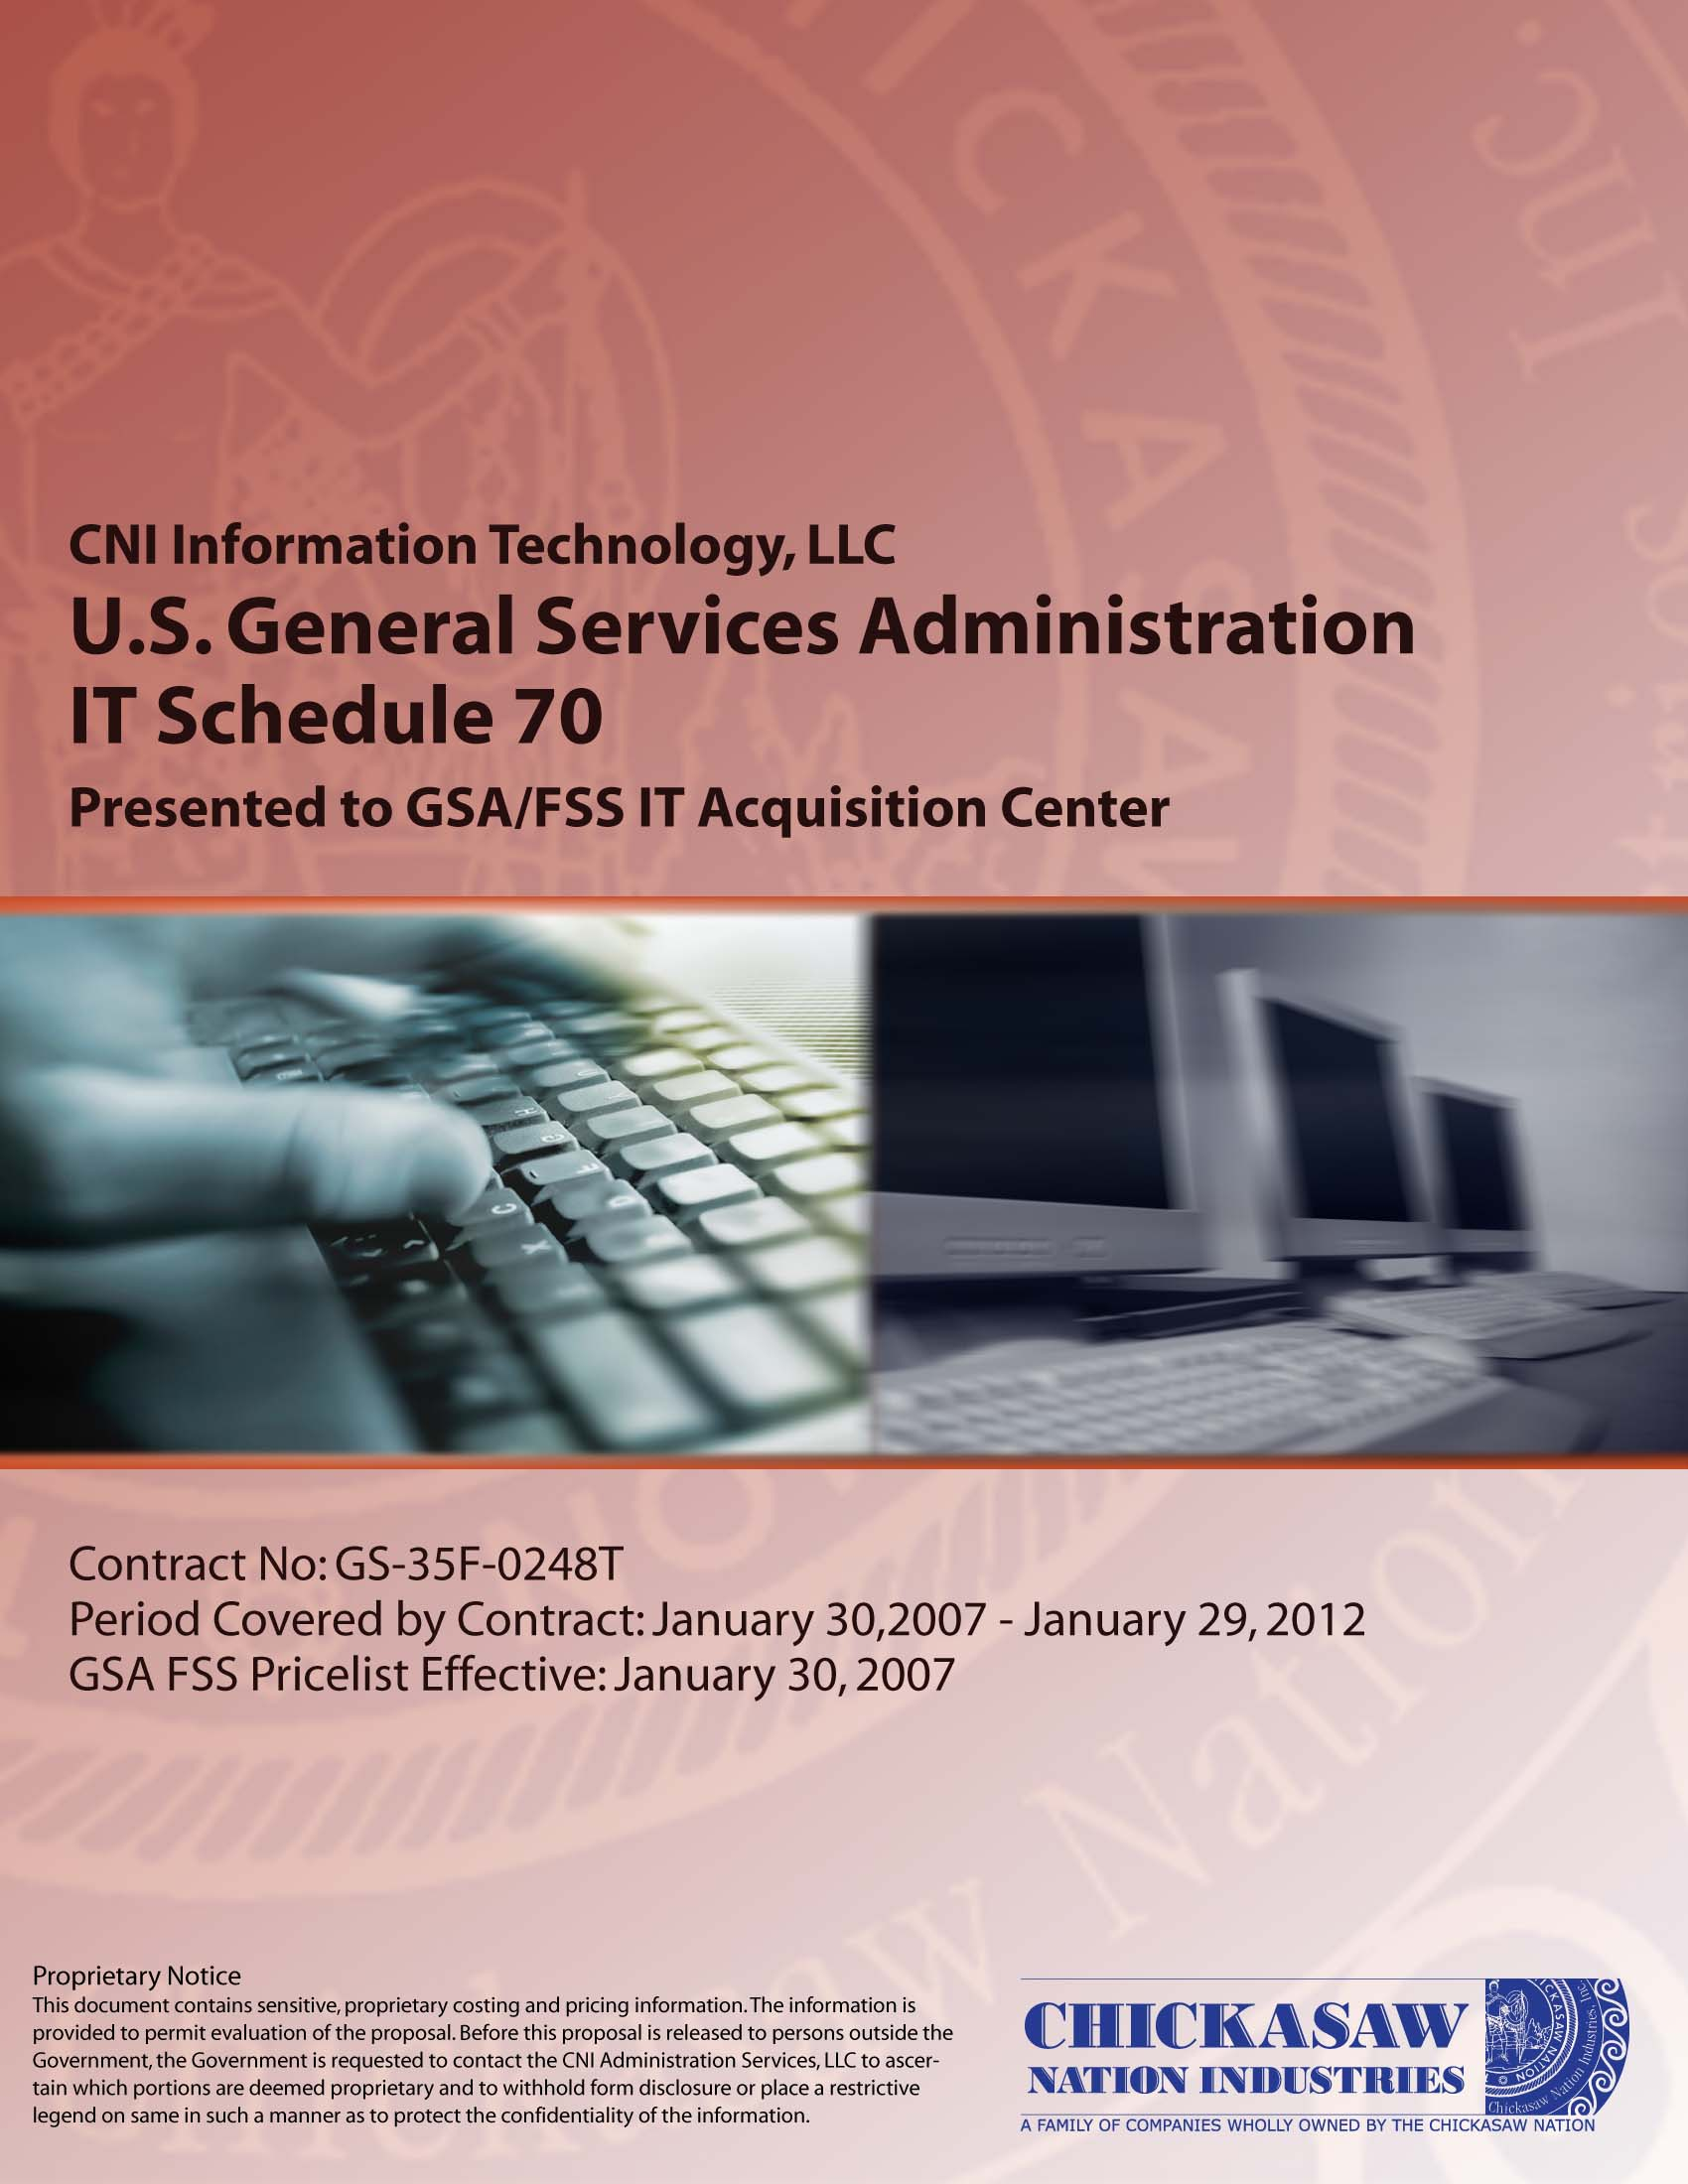 CNI Information Technology, LLC
U.S. General Services Administration
IT Schedule 70
Presented to GSA/FSS IT Acquisition Center
Contract No: GS-35F-0248T
Period Covered by Contract: January 30,2007 - January 29, 2012
GSA FSS Pricelist Effective: January 30, 2007
Proprietary Notice
This document contains sensitive, proprietary costing and pricing information. The information is
provided to permit evaluation of the proposal. Before this proposal is released to persons outside the
Government, the Government is requested to contact the CNI Administration Services, LLC to ascer-
tain which portions are deemed proprietary and to withhold form disclosure or place a restrictive
legend on same in such a manner as to protect the confidentiality of the information.
CHICKASAW
NATION INDUSTRIES
Chickasaw Nation Industries, Inc.
A FAMILY OF COMPANIES WHOLLY OWNED BY THE CHICKASAW NATION